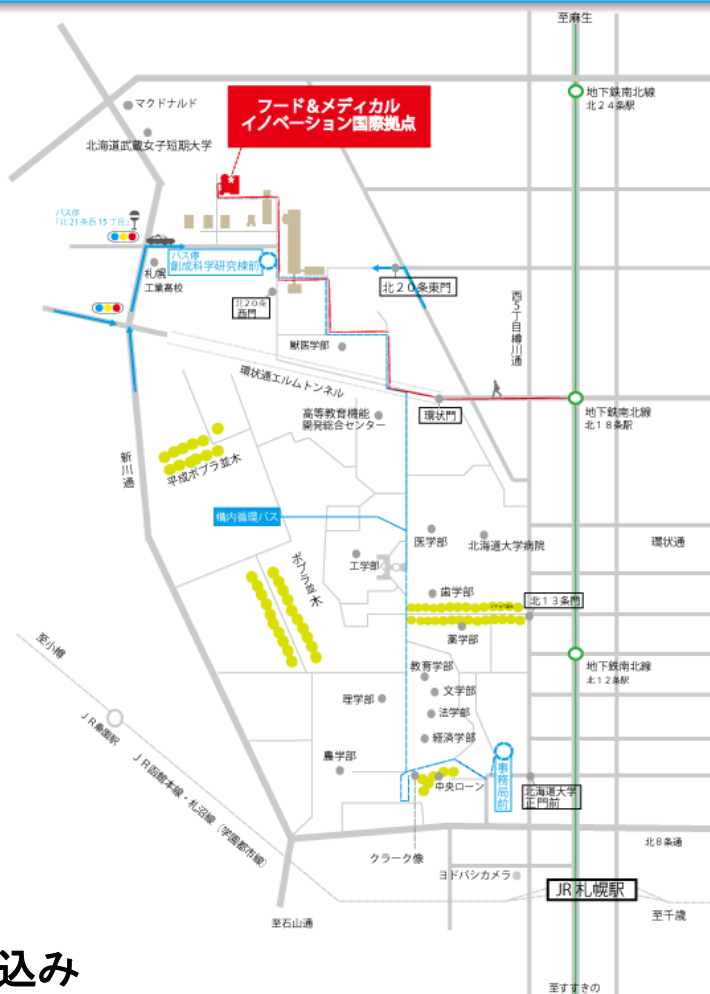 至麻生
地下鉄南北線
北24条駅
マクドナルド
フード&メディカル
イノベーション国際拠点
北海道武蔵女子短期大学
バス停
「北21条西15丁目」
バス停
創成科学研究棟前
札幌
工業高校
北20条東門
北20条
西門
西5丁目樽川通
獣医学部
環状通エルムトンネル
高等教育機能
開発総合センター
環状門
地下鉄南北線
北18条駅
新川通
平成ポプラ並木
構内循環バス
医学部
北海道大学病院
環状通
ポプラ並木
工学部
歯学部
北13条門
薬学部
至小樽
教育学部
地下鉄南北線
北12条駅
文学部
理学部
法学部
JR桑園駅
経済学部
JR函館本線・札沼線(学園都市線)
農学部
事務局前
中央ローン
北海道大学
正門前
北8条通
クラーク像
ヨドバシカメラ
JR札幌駅
至千歳
至石山通
込み
至すすきの